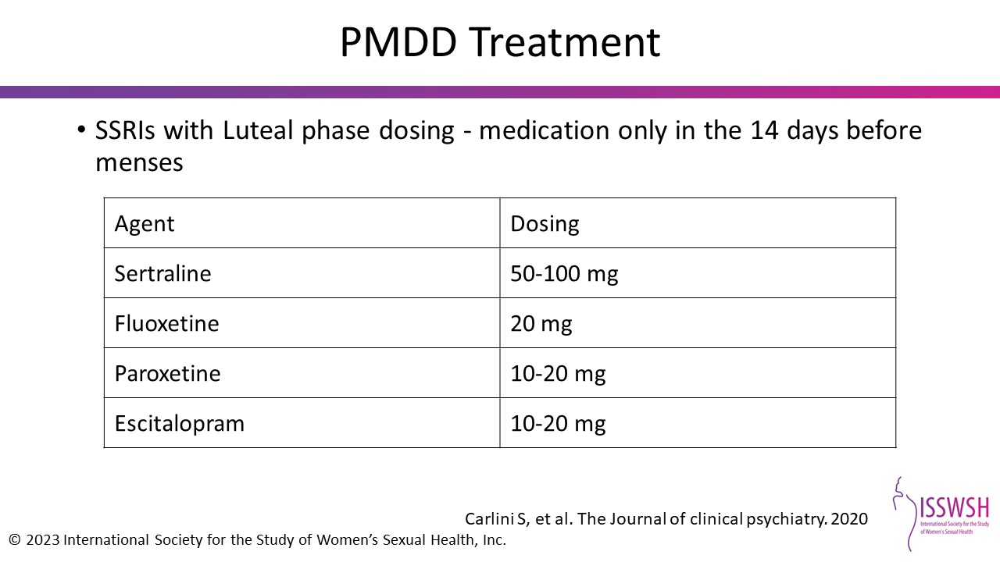 PMDD Treatment
• SSRIs with Luteal phase dosing - medication only in the 14 days before
menses
Agent Dosing
Sertraline 50-100 mg
Fluoxetine 20 mg
Paroxetine 10-20 mg
Escitalopram 10-20 mg
Carlini S, et al. The Journal of clinical psychiatry. 2020
ISSWSH
International Society for the Study
of Women's Sexual Health
© 2023 International Society for the Study of Women’s Sexual Health, Inc.